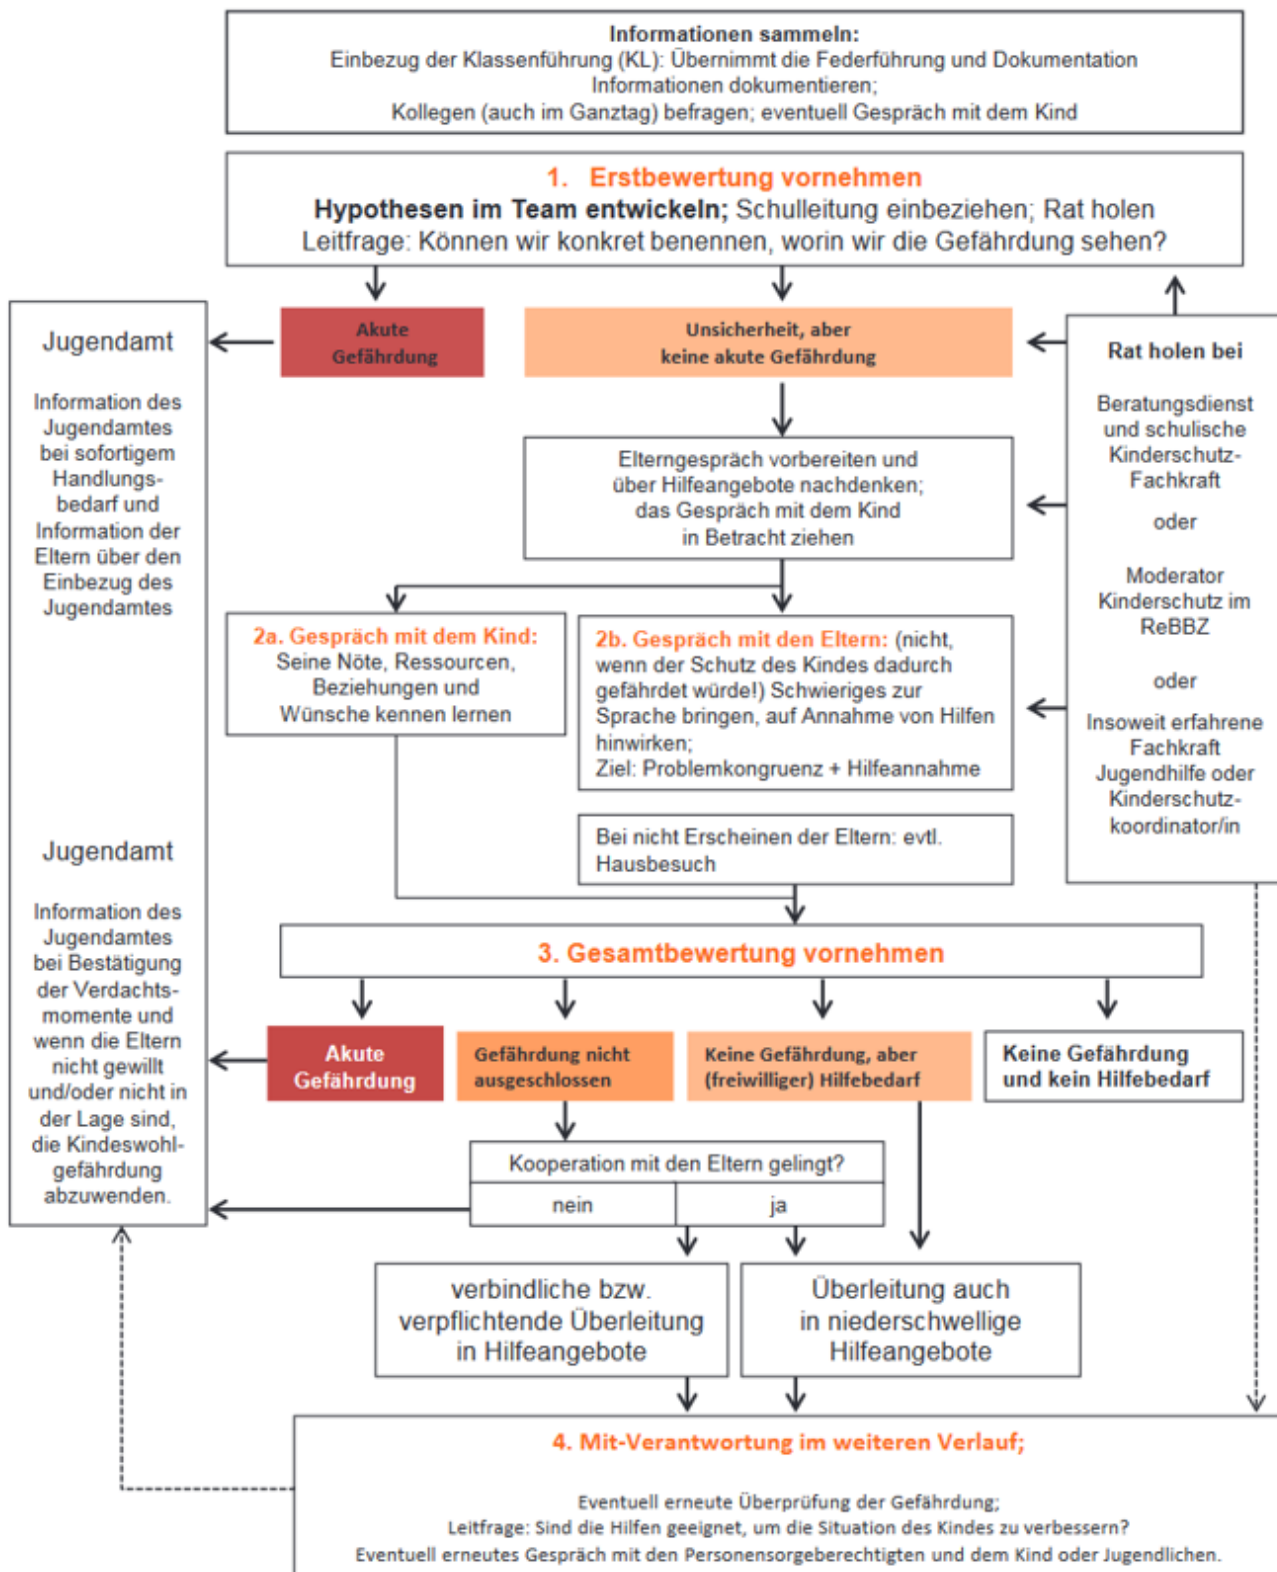 Informationen sammeln:
Einbezug der Klassenführung (KL): Übernimmt die Federführung und Dokumentation
Informationen dokumentieren;
Kollegen (auch im Ganztag) befragen; eventuell Gespräch mit dem Kind
1. Erstbewertung vornehmen
Hypothesen im Team entwickeln; Schulleitung einbeziehen; Rat holen
Leitfrage: Können wir konkret benennen, worin wir die Gefährdung sehen?
Jugendamt
Information des
Jugendamtes
bei sofortigem
Handlungs-
bedarf und
Information der
Eltern über den
Einbezug des
Jugendamtes
Akute
Gefährdung
Unsicherheit, aber
keine akute Gefährdung
Rat holen bei
Beratungsdienst
und schulische
Kinderschutz-
Fachkraft
oder
Moderator
Kinderschutz im
ReBBZ
oder
Insoweit erfahrene
Fachkraft
Jugendhilfe oder
Kinderschutz-
koordinator/in
Elterngespräch vorbereiten und
über Hilfeangebote nachdenken;
das Gespräch mit dem Kind
in Betracht ziehen
2a. Gespräch mit dem Kind:
Seine Nöte, Ressourcen,
Beziehungen und
Wünsche kennen lernen
2b. Gespräch mit den Eltern: (nicht,
wenn der Schutz des Kindes dadurch
gefährdet würde!) Schwieriges zur
Sprache bringen, auf Annahme von Hilfen
hinwirken;
Ziel: Problemkongruenz + Hilfeannahme
Bei nicht Erscheinen der Eltern: evtl.
Hausbesuch
Jugendamt
Information des
Jugendamtes
bei Bestätigung
der Verdachts-
momente und
wenn die Eltern
nicht gewillt
und/oder nicht in
der Lage sind,
die Kindeswohl-
gefährdung
abzuwenden.
3. Gesamtbewertung vornehmen
Akute
Gefährdung
Gefährdung nicht
ausgeschlossen
Keine Gefährdung, aber
(freiwilliger) Hilfebedarf
Keine Gefährdung
und kein Hilfebedarf
Kooperation mit den Eltern gelingt?
nein
ja
verbindliche bzw.
verpflichtende Überleitung
in Hilfeangebote
Überleitung auch
in niederschwellige
Hilfeangebote
4. Mit-Verantwortung im weiteren Verlauf;
Eventuell erneute Überprüfung der Gefährdung;
Leitfrage: Sind die Hilfen geeignet, um die Situation des Kindes zu verbessern?
Eventuell erneutes Gespräch mit den Personensorgeberechtigten und dem Kind oder Jugendlichen.